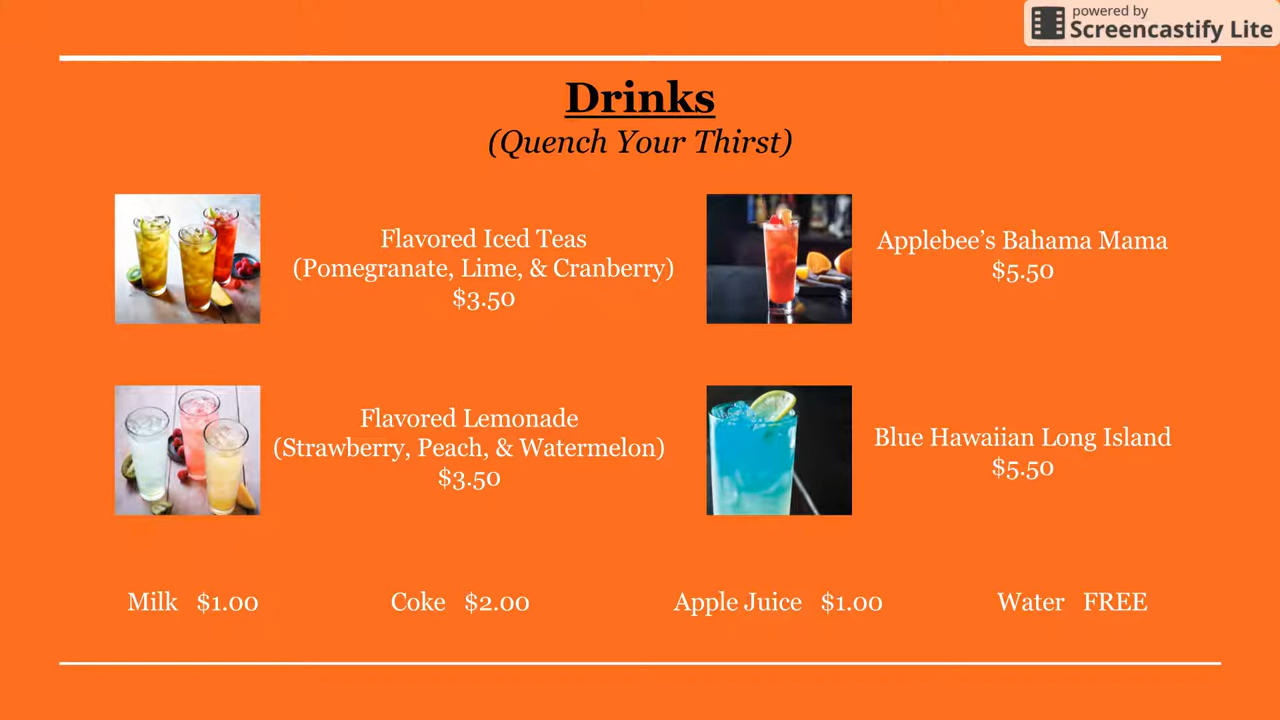 powered by
Screencastify Lite
Drinks
(Quench Your Thirst)
Flavored Iced Teas
(Pomegranate, Lime, & Cranberry)
$3.50
Applebee’s Bahama Mama
$5.50
Flavored Lemonade
(Strawberry, Peach, & Watermelon)
$3.50
Blue Hawaiian Long Island
$5.50
Milk $1.00 Coke $2.00 Apple Juice $1.00 Water FREE